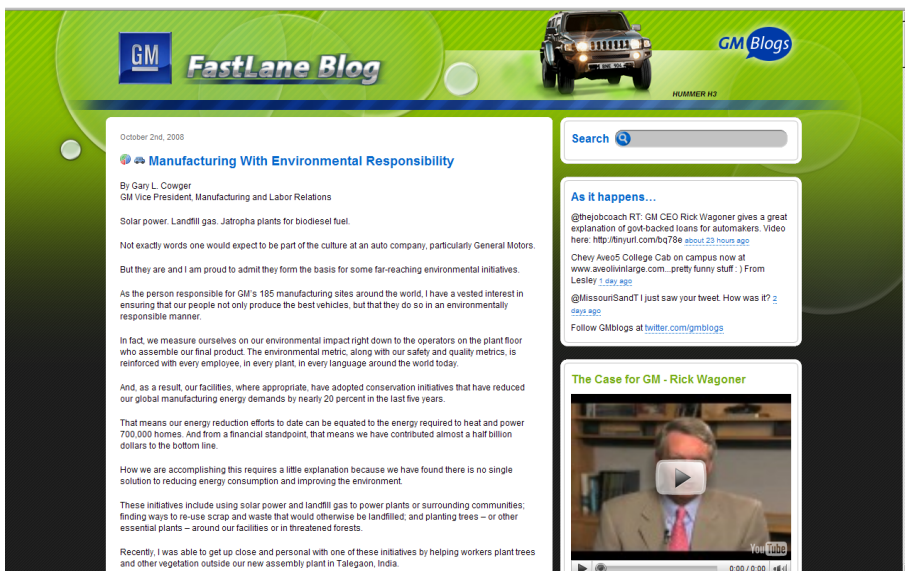 GM
FastLane Blog
GM Blogs
HUMMER H3
October 2nd, 2008
Manufacturing With Environmental Responsibility
By Gary L. Cowger
GM Vice President, Manufacturing and Labor Relations
Solar power. Landfill gas. Jatropha plants for biodiesel fuel.
Not exactly words one would expect to be part of the culture at an auto company, particularly General Motors.
But they are and I am proud to admit they form the basis for some far-reaching environmental initiatives.
As the person responsible for GM's 185 manufacturing sites around the world, I have a vested interest in
ensuring that our people not only produce the best vehicles, but that they do so in an environmentally
responsible manner.
In fact, we measure ourselves on our environmental impact right down to the operators on the plant floor
who assemble our final product. The environmental metric, along with our safety and quality metrics, is
reinforced with every employee, in every plant, in every language around the world today.
And, as a result, our facilities, where appropriate, have adopted conservation initiatives that have reduced
our global manufacturing energy demands by nearly 20 percent in the last five years.
That means our energy reduction efforts to date can be equated to the energy required to heat and power
700,000 homes. And from a financial standpoint, that means we have contributed almost a half billion
dollars to the bottom line.
How we are accomplishing this requires a little explanation because we have found there is no single
solution to reducing energy consumption and improving the environment.
These initiatives include using solar power and landfill gas to power plants or surrounding communities;
finding ways to re-use scrap and waste that would otherwise be landfilled; and planting trees – or other
essential plants – around our facilities or in threatened forests.
Recently, I was able to get up close and personal with one of these initiatives by helping workers plant trees
and other vegetation outside our new assembly plant in Talegaon, India.
Search
As it happens...
@thejobcoach RT: GM CEO Rick Wagoner gives a great
explanation of govt-backed loans for automakers. Video
here: http://tinyurl.com/bq78e about 23 hours ago
Chevy Aveo5 College Cab on campus now at
www.aveolivinlarge.com...pretty funny stuff : ) From
Lesley 1 day ago
@MissouriSandT I just saw your tweet. How was it? 2
days ago
Follow GMblogs at twitter.com/gmblogs
The Case for GM - Rick Wagoner
YouTube
0:00 / 0:00